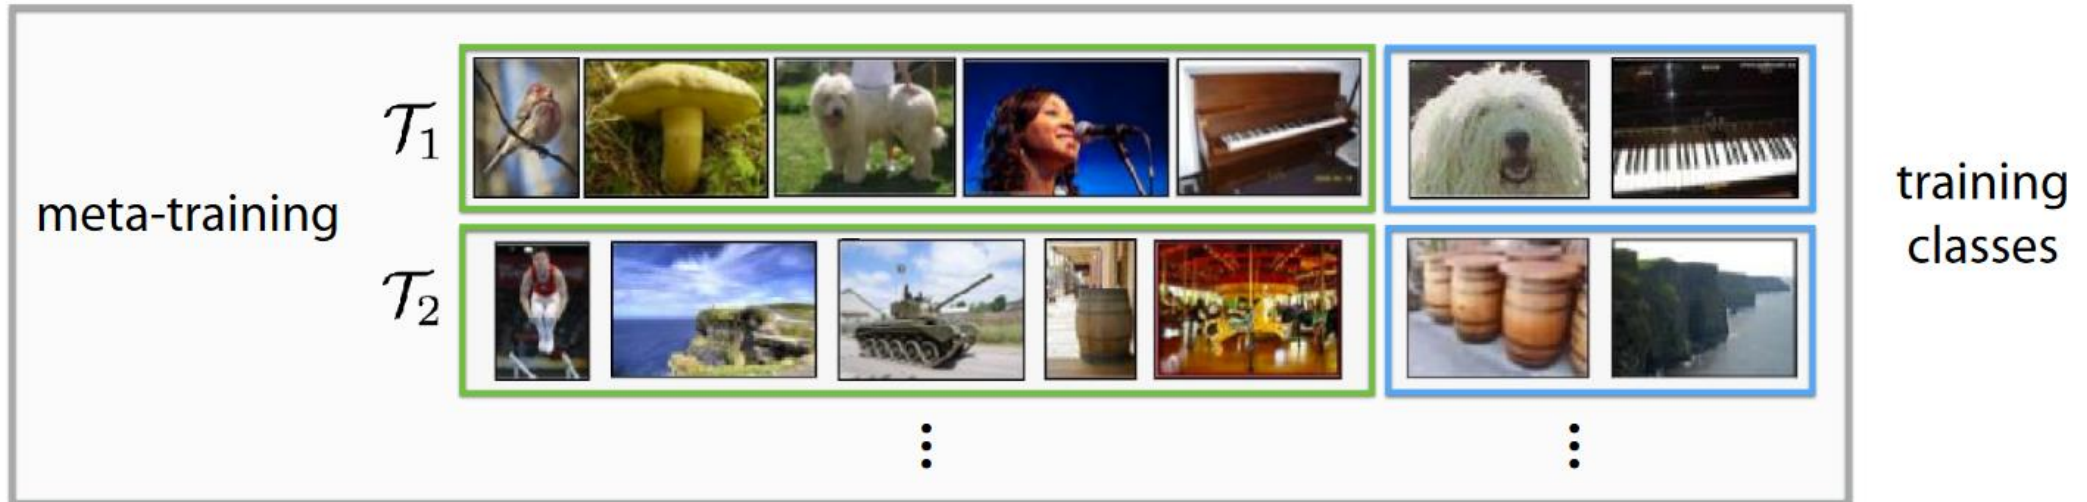 meta-training
𝒯₁
𝒯₂
⋮
⋮
training
classes